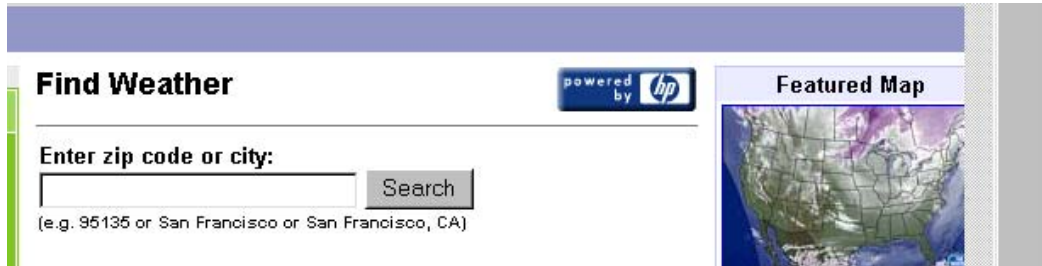 Find Weather
powered
by hp
Featured Map
Enter zip code or city:
Search
(e.g. 95135 or San Francisco or San Francisco, CA)